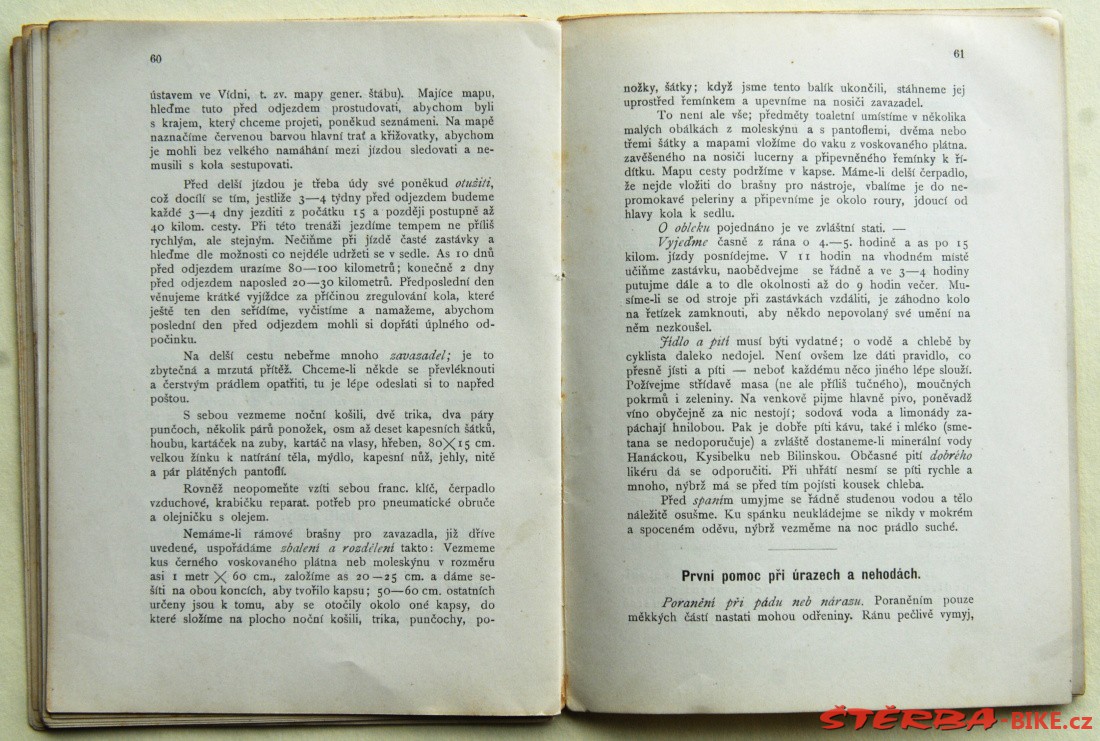 60
ústavem ve Vídni, t. zv. mapy gener. štábu). Majíce mapu,
hleďme tuto před odjezdem prostudovati, abychom byli
s krajem, který chceme projeti, poněkud seznámeni. Na mapě
naznačíme červenou barvou hlavní trať a křižovatky, abychom
je mohli bez velkého namáhání mezi jízdou sledovati a ne-
musili s kola sestupovati.
Před delší jízdou je třeba údy své poněkud otužiti,
což docílí se tím, jestliže 3—4 týdny před odjezdem budeme
každé 3—4 dny jezditi z počátku 15 a později postupně až
40 kilom. cesty. Při této trenáži jezdíme tempem ne příliš
rychlým, ale stejným. Nečiňme při jízdě časté zastávky a
hleďme dle možnosti co nejdéle udržeti se v sedle. As 10 dnů
před odjezdem urazíme 80—100 kilometrů; konečně 2 dny
před odjezdem naposled 20—30 kilometrů. Předposlední den
věnujeme krátké vyjíždce za příčinou zregulování kola, které
ještě ten den seřídíme, vyčistíme a namažeme, abychom
poslední den před odjezdem mohli si dopřáti úplného od-
počinku.
Na delší cestu nebeřme mnoho zavazadel; je to
zbytečná a mrzutá přítěž. Chceme-li někde se převléknouti
a čerstvým prádlem opatřiti, tu je lépe odeslati si to napřed
poštou.
S sebou vezmeme noční košili, dvě trika, dva páry
punčoch, několik párů ponožek, osm až deset kapesních šátků,
houbu, kartáček na zuby, kartáč na vlasy, hřeben, 80×15 cm.
velkou žínku k natírání těla, mýdlo, kapesní nůž, jehly, nitě
a pár plátěných pantoflí.
Rovněž neopomeňte vzíti sebou franc. klíč, čerpadlo
vzduchové, krabičku reparat. potřeb pro pneumatické obruče
a olejničku s olejem.
Nemáme-li rámové brašny pro zavazadla, již dříve
uvedené, uspořádáme zbalení a rozdělení takto: Vezmeme
kus černého voskovaného plátna neb moleskýnu v rozměru
asi 1 metr × 60 cm., založíme as 20—25 cm. a dáme se-
šíti na obou koncích, aby tvořilo kapsu; 50—60 cm. ostatních
určeny jsou k tomu, aby se otočily okolo oné kapsy, do
které složíme na plocho noční košili, trika, punčochy, po-
61
nožky, šátky; když jsme tento balík ukončili, stáhneme jej
uprostřed řemínkem a upevníme na nosiči zavazadel.
To není ale vše; předměty toaletní umístíme v několika
malých obálkách z moleskýnu a s pantoflemi, dvěma nebo
třemi šátky a mapami vložíme do vaku z voskovaného plátna.
zavěšeného na nosiči lucerny a připevněného řemínky k ří-
dítku. Mapu cesty podržíme v kapse. Máme-li delší čerpadlo,
že nejde vložiti do brašny pro nástroje, vbalíme je do ne-
promokavé peleriny a připevníme je okolo roury, jdoucí od
hlavy kola k sedlu.
O obleku pojednáno je ve zvláštní stati. —
Vyjeďme časně z rána o 4.—5. hodině a as po 15
kilom. jízdy posnídejme. V 11 hodin na vhodném místě
učiňme zastávku, naobědvejme se řádně a ve 3—4 hodiny
putujme dále a to dle okolnosti až do 9 hodin večer. Mu-
síme-li se od stroje při zastávkách vzdáliti, je záhodno kolo
na řetízek zamknouti, aby někdo nepovolaný své umění na
něm nezkoušel.
Jídlo a pití musí býti vydatné; o vodě a chlebě by
cyklista daleko nedojel. Není ovšem lze dáti pravidlo, co
přesně jísti a píti — neboť každému něco jiného lépe slouží.
Požívejme střídavě masa (ne ale příliš tučného), moučných
pokrmů i zeleniny. Na venkově pijme hlavně pivo, poněvadž
víno obyčejně za nic nestojí; sodová voda a limonády za-
páchají hnilobou. Pak je dobře píti kávu, také i mléko (sme-
tana se nedoporučuje) a zvláště dostaneme-li minerální vody
Hanáckou, Kysibelku neb Bilinskou. Občasné pití dobrého
likéru dá se odporučiti. Při uhřátí nesmí se píti rychle a
mnoho, nýbrž má se před tím pojísti kousek chleba.
Před spaním umyjme se řádně studenou vodou a tělo
náležitě osušme. Ku spánku neukládejme se nikdy v mokrém
a spoceném oděvu, nýbrž vezměme na noc prádlo suché.
První pomoc při úrazech a nehodách.
Poranění při pádu neb nárazu. Poraněním pouze
měkkých částí nastati mohou odřeniny. Ránu pečlivě vymyj,
ŠTĚRBA-BIKE.cz